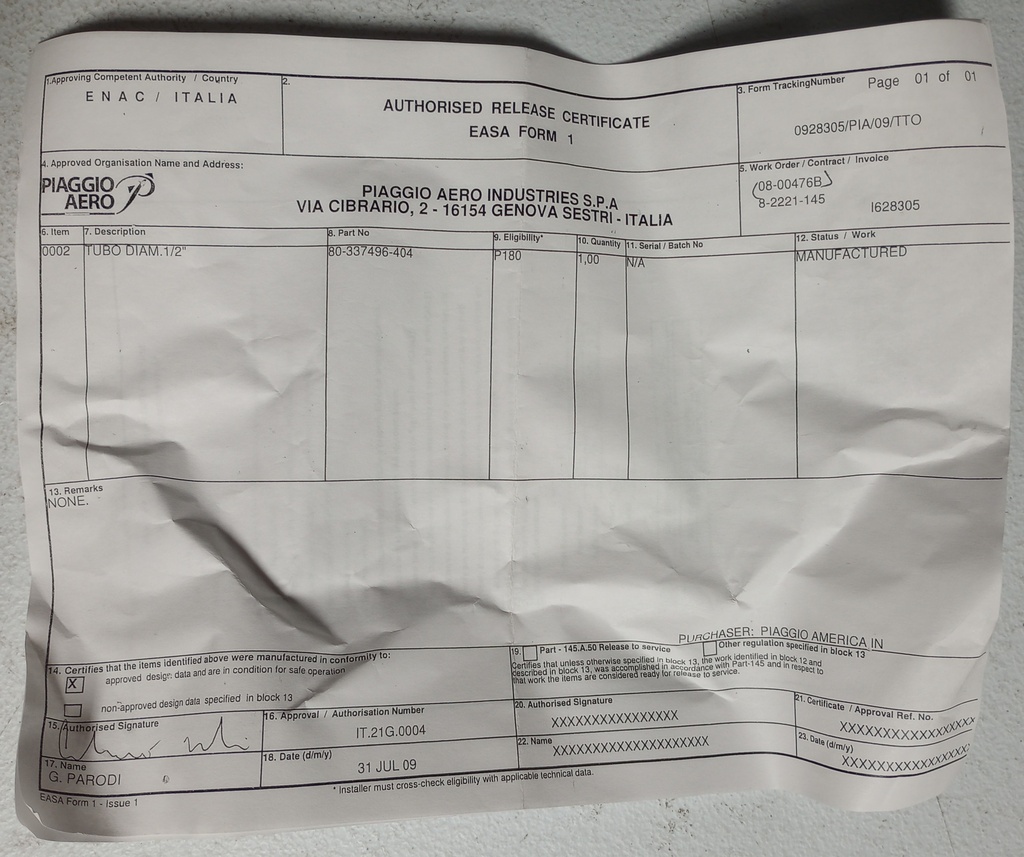 1.Approving Competent Authority / Country
ENAC / ITALIA
2.
AUTHORISED RELEASE CERTIFICATE
EASA FORM 1
3. Form TrackingNumber Page 01 of 01
0928305/PIA/09/TTO
4. Approved Organisation Name and Address:
PIAGGIO
AERO
PIAGGIO AERO INDUSTRIES S.P.A
VIA CIBRARIO, 2 - 16154 GENOVA SESTRI - ITALIA
5. Work Order / Contract / Invoice
(08-00476B)
8-2221-145 I628305
6. Item 7. Description 8. Part No 9. Eligibility* 10. Quantity 11. Serial / Batch No 12. Status / Work
0002 TUBO DIAM.1/2" 80-337496-404 P180 1,00 N/A MANUFACTURED
13. Remarks
NONE.
PURCHASER: PIAGGIO AMERICA IN
14. Certifies that the items identified above were manufactured in conformity to:
X approved design data and are in condition for safe operation
non-approved design data specified in block 13
19. Part - 145.A.50 Release to service Other regulation specified in block 13
Certifies that unless otherwise specified in block 13, the work identified in block 12 and
described in block 13, was accomplished in accordance with Part-145 and in respect to
that work the items are considered ready for release to service.
15. Authorised Signature
16. Approval / Authorisation Number
IT.21G.0004
20. Authorised Signature
XXXXXXXXXXXXXXXX
21. Certificate / Approval Ref. No.
XXXXXXXXXXXXXXXXX
17. Name
G. PARODI
18. Date (d/m/y)
31 JUL 09
22. Name
XXXXXXXXXXXXXXXXXXXX
23. Date (d/m/y)
XXXXXXXXXXXXXXXX
EASA Form 1 - Issue 1
* Installer must cross-check eligibility with applicable technical data.